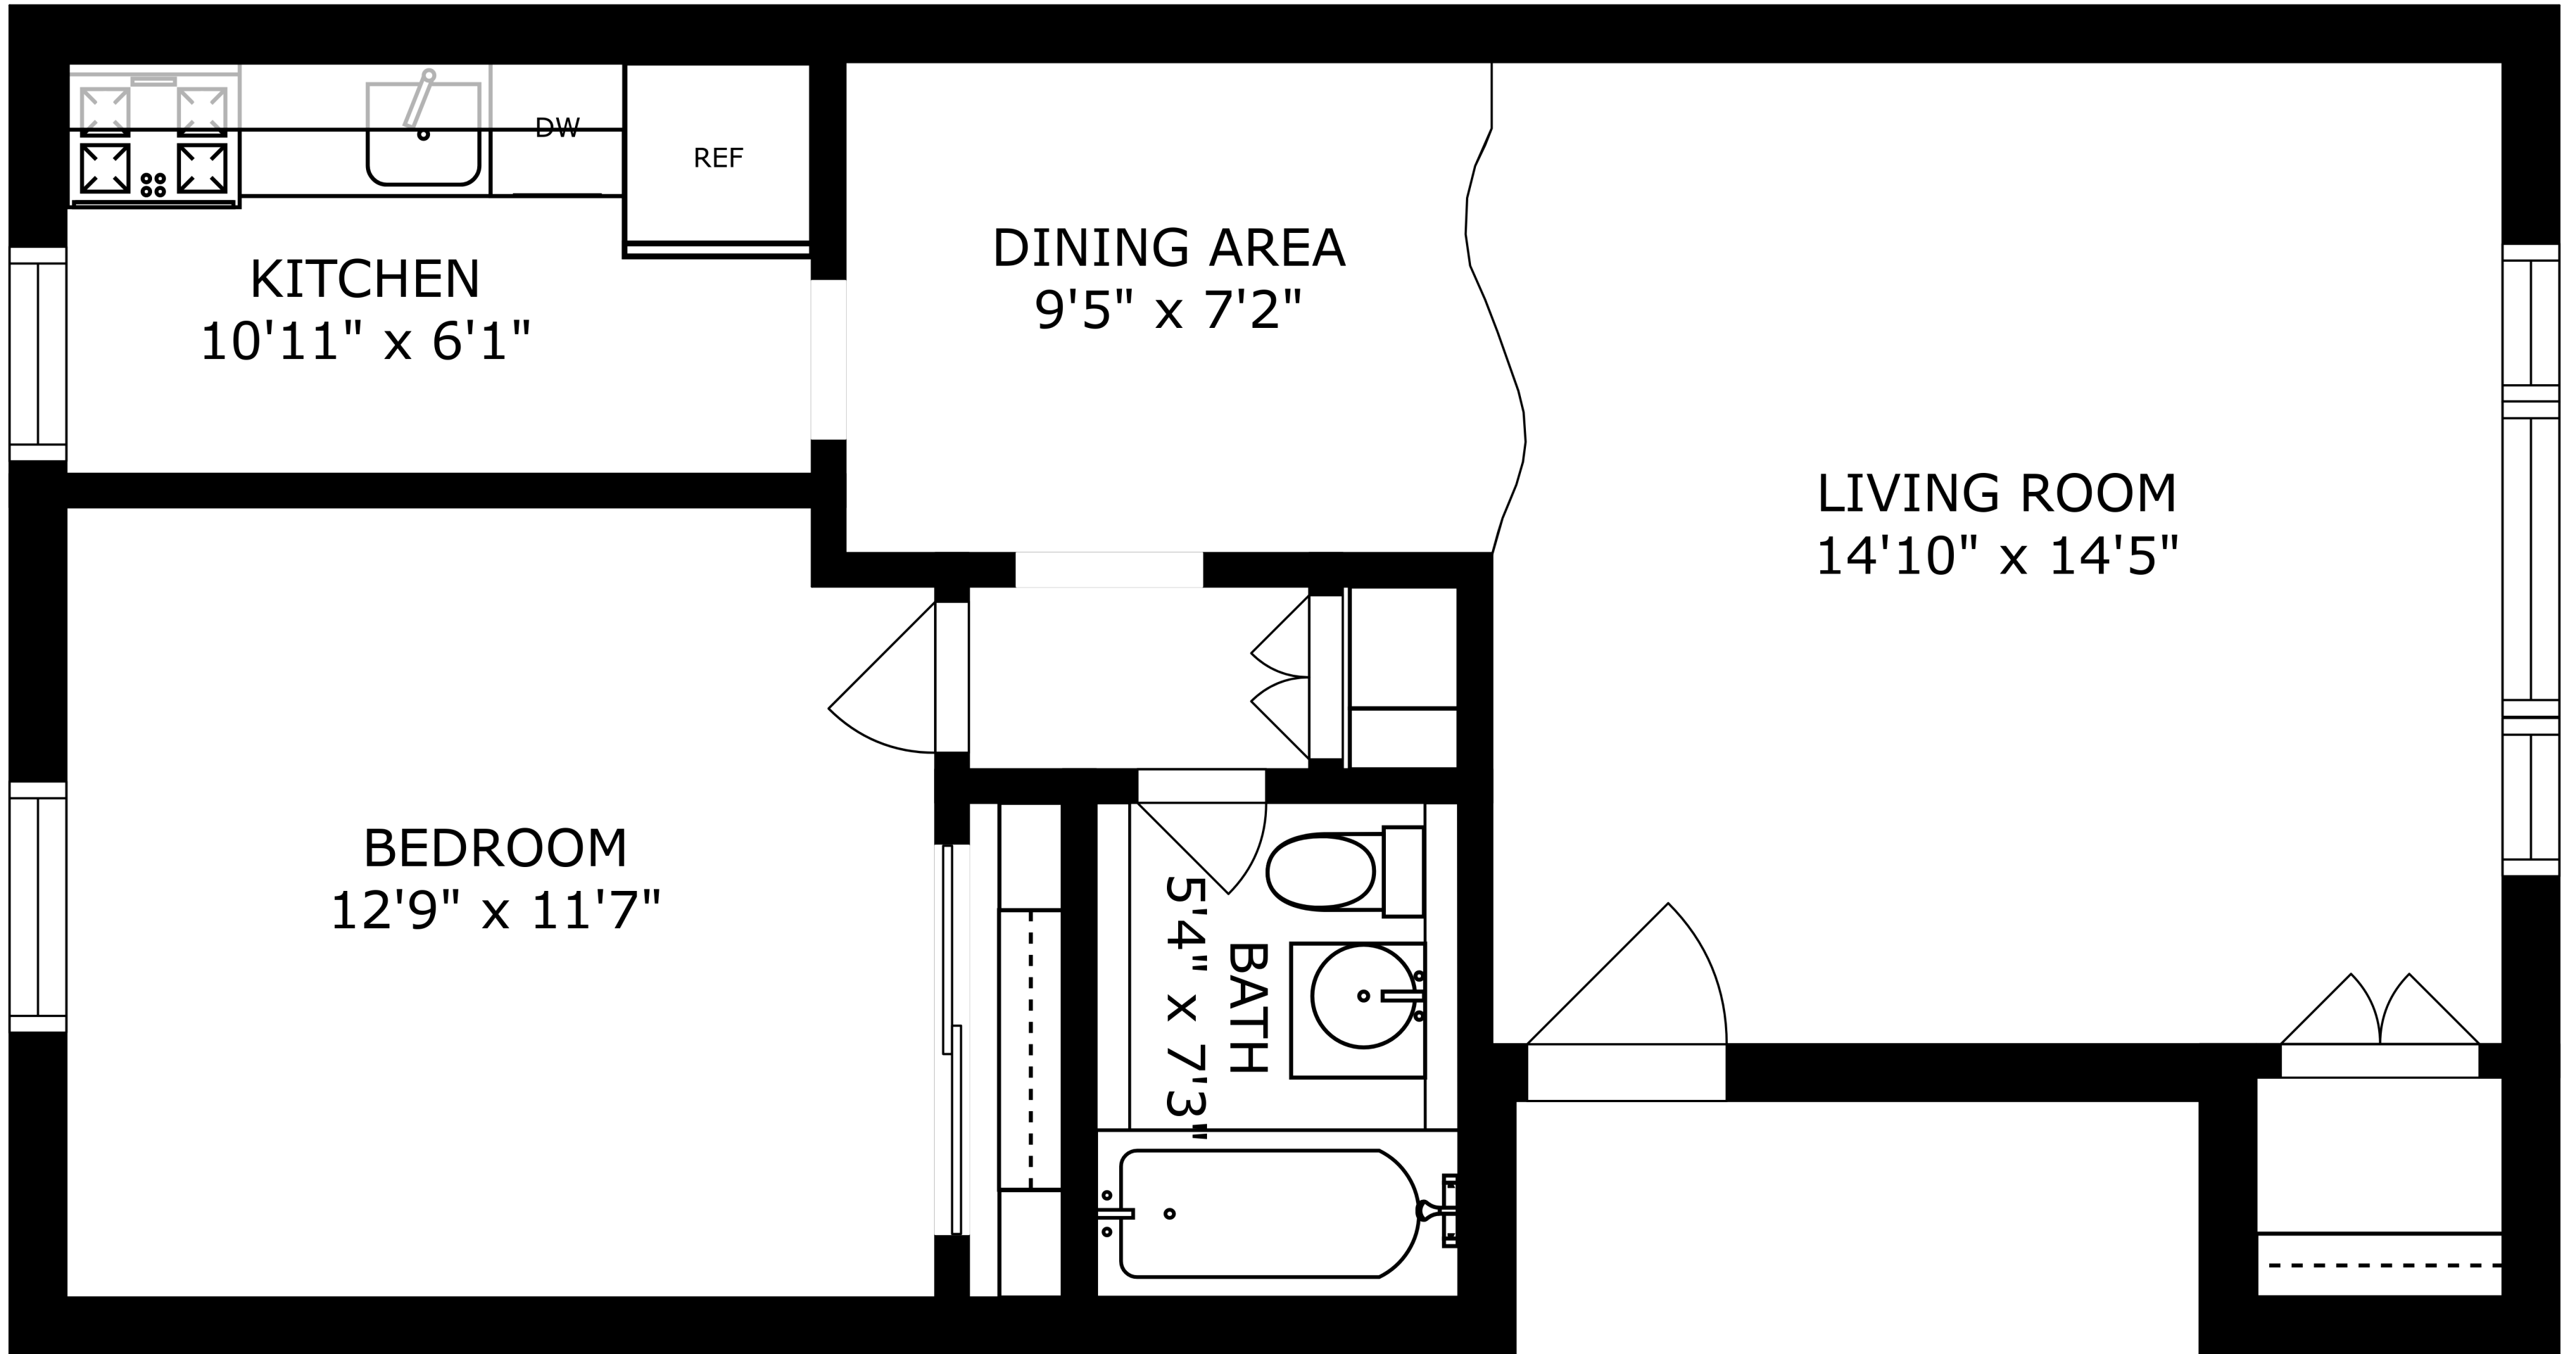 DW
REF
KITCHEN
10'11" x 6'1"
DINING AREA
9'5" x 7'2"
LIVING ROOM
14'10" x 14'5"
BEDROOM
12'9" x 11'7"
BATH
5'4" x 7'3"